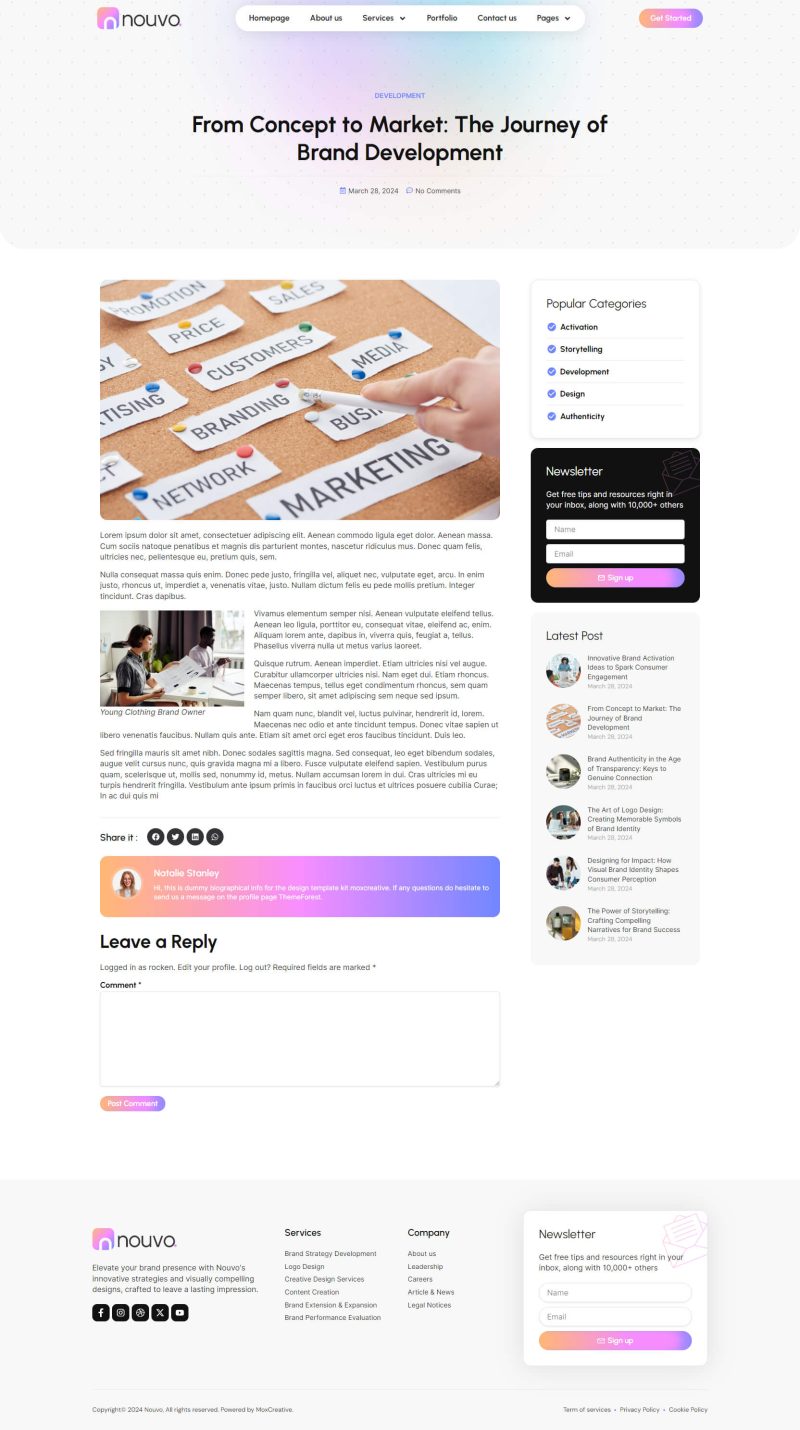 nouvo.
Homepage
About us
Services
Portfolio
Contact us
Pages
Get Started
DEVELOPMENT
From Concept to Market: The Journey of
Brand Development
March 28, 2024
No Comments
PROMOTION
SALES
PRICE
CUSTOMERS
MEDIA
BRANDING
NETWORK
MARKETING
Lorem ipsum dolor sit amet, consectetuer adipiscing elit. Aenean commodo ligula eget dolor. Aenean massa.
Cum sociis natoque penatibus et magnis dis parturient montes, nascetur ridiculus mus. Donec quam felis,
ultricies nec, pellentesque eu, pretium quis, sem.
Nulla consequat massa quis enim. Donec pede justo, fringilla vel, aliquet nec, vulputate eget, arcu. In enim
justo, rhoncus ut, imperdiet a, venenatis vitae, justo. Nullam dictum felis eu pede mollis pretium. Integer
tincidunt. Cras dapibus.
Vivamus elementum semper nisi. Aenean vulputate eleifend tellus.
Aenean leo ligula, porttitor eu, consequat vitae, eleifend ac, enim.
Aliquam lorem ante, dapibus in, viverra quis, feugiat a, tellus.
Phasellus viverra nulla ut metus varius laoreet.
Quisque rutrum. Aenean imperdiet. Etiam ultricies nisi vel augue.
Curabitur ullamcorper ultricies nisi. Nam eget dui. Etiam rhoncus.
Maecenas tempus, tellus eget condimentum rhoncus, sem quam
semper libero, sit amet adipiscing sem neque sed ipsum.
Young Clothing Brand Owner
Nam quam nunc, blandit vel, luctus pulvinar, hendrerit id, lorem.
Maecenas nec odio et ante tincidunt tempus. Donec vitae sapien ut
libero venenatis faucibus. Nullam quis ante. Etiam sit amet orci eget eros faucibus tincidunt. Duis leo.
Sed fringilla mauris sit amet nibh. Donec sodales sagittis magna. Sed consequat, leo eget bibendum sodales,
augue velit cursus nunc, quis gravida magna mi a libero. Fusce vulputate eleifend sapien. Vestibulum purus
quam, scelerisque ut, mollis sed, nonummy id, metus. Nullam accumsan lorem in dui. Cras ultricies mi eu
turpis hendrerit fringilla. Vestibulum ante ipsum primis in faucibus orci luctus et ultrices posuere cubilia Curae;
In ac dui quis mi
Share it :
Natalie Stanley
Hi, this is dummy biographical info for the design template kit moxcreative. If any questions do hesitate to
send us a message on the profile page ThemeForest.
Leave a Reply
Logged in as rocken. Edit your profile. Log out? Required fields are marked *
Comment *
Post Comment
Popular Categories
Activation
Storytelling
Development
Design
Authenticity
Newsletter
Get free tips and resources right in
your inbox, along with 10,000+ others
Name
Email
Sign up
Latest Post
Innovative Brand Activation
Ideas to Spark Consumer
Engagement
March 28, 2024
From Concept to Market: The
Journey of Brand
Development
March 28, 2024
Brand Authenticity in the Age
of Transparency: Keys to
Genuine Connection
March 28, 2024
The Art of Logo Design:
Creating Memorable Symbols
of Brand Identity
March 28, 2024
Designing for Impact: How
Visual Brand Identity Shapes
Consumer Perception
March 28, 2024
The Power of Storytelling:
Crafting Compelling
Narratives for Brand Success
March 28, 2024
nouvo.
Elevate your brand presence with Nouvo's
innovative strategies and visually compelling
designs, crafted to leave a lasting impression.
Services
Brand Strategy Development
Logo Design
Creative Design Services
Content Creation
Brand Extension & Expansion
Brand Performance Evaluation
Company
About us
Leadership
Careers
Article & News
Legal Notices
Newsletter
Get free tips and resources right in your
inbox, along with 10,000+ others
Name
Email
Sign up
Copyright© 2024 Nouvo, All rights reserved. Powered by MoxCreative.
Term of services • Privacy Policy • Cookie Policy